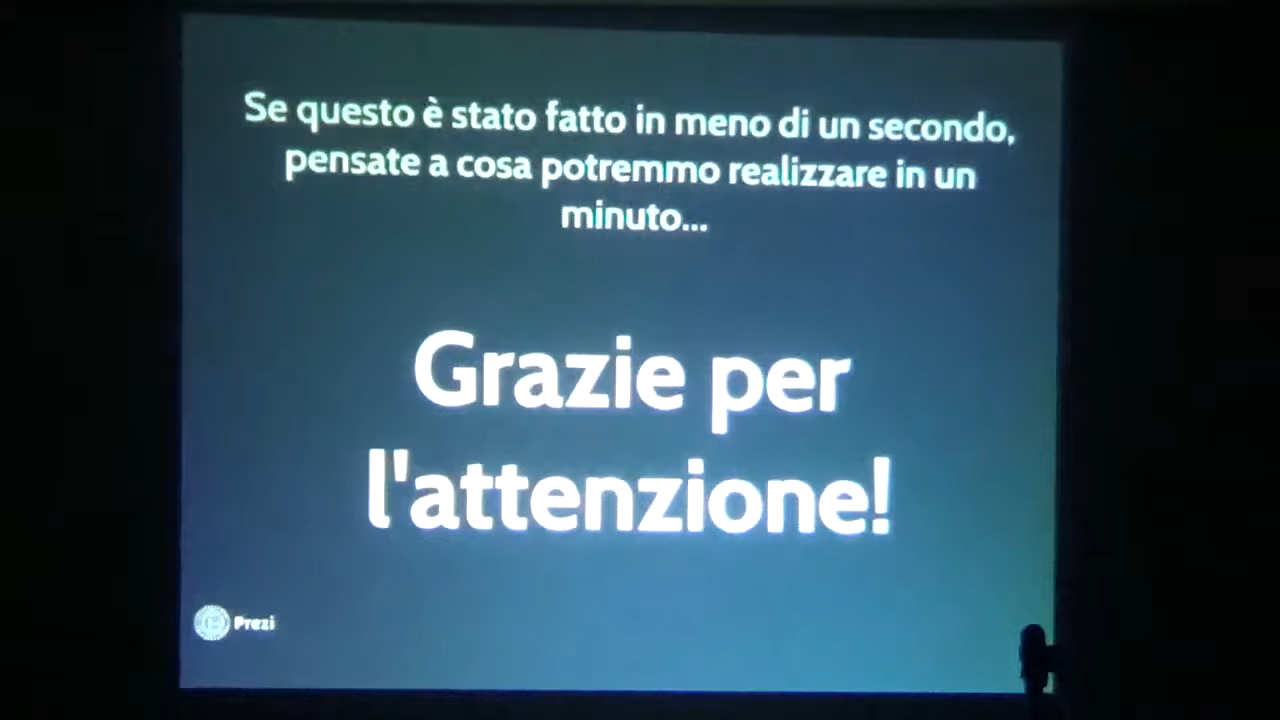 Se questo è stato fatto in meno di un secondo,
pensate a cosa potremmo realizzare in un
minuto...
Grazie per
l'attenzione!
Prezi